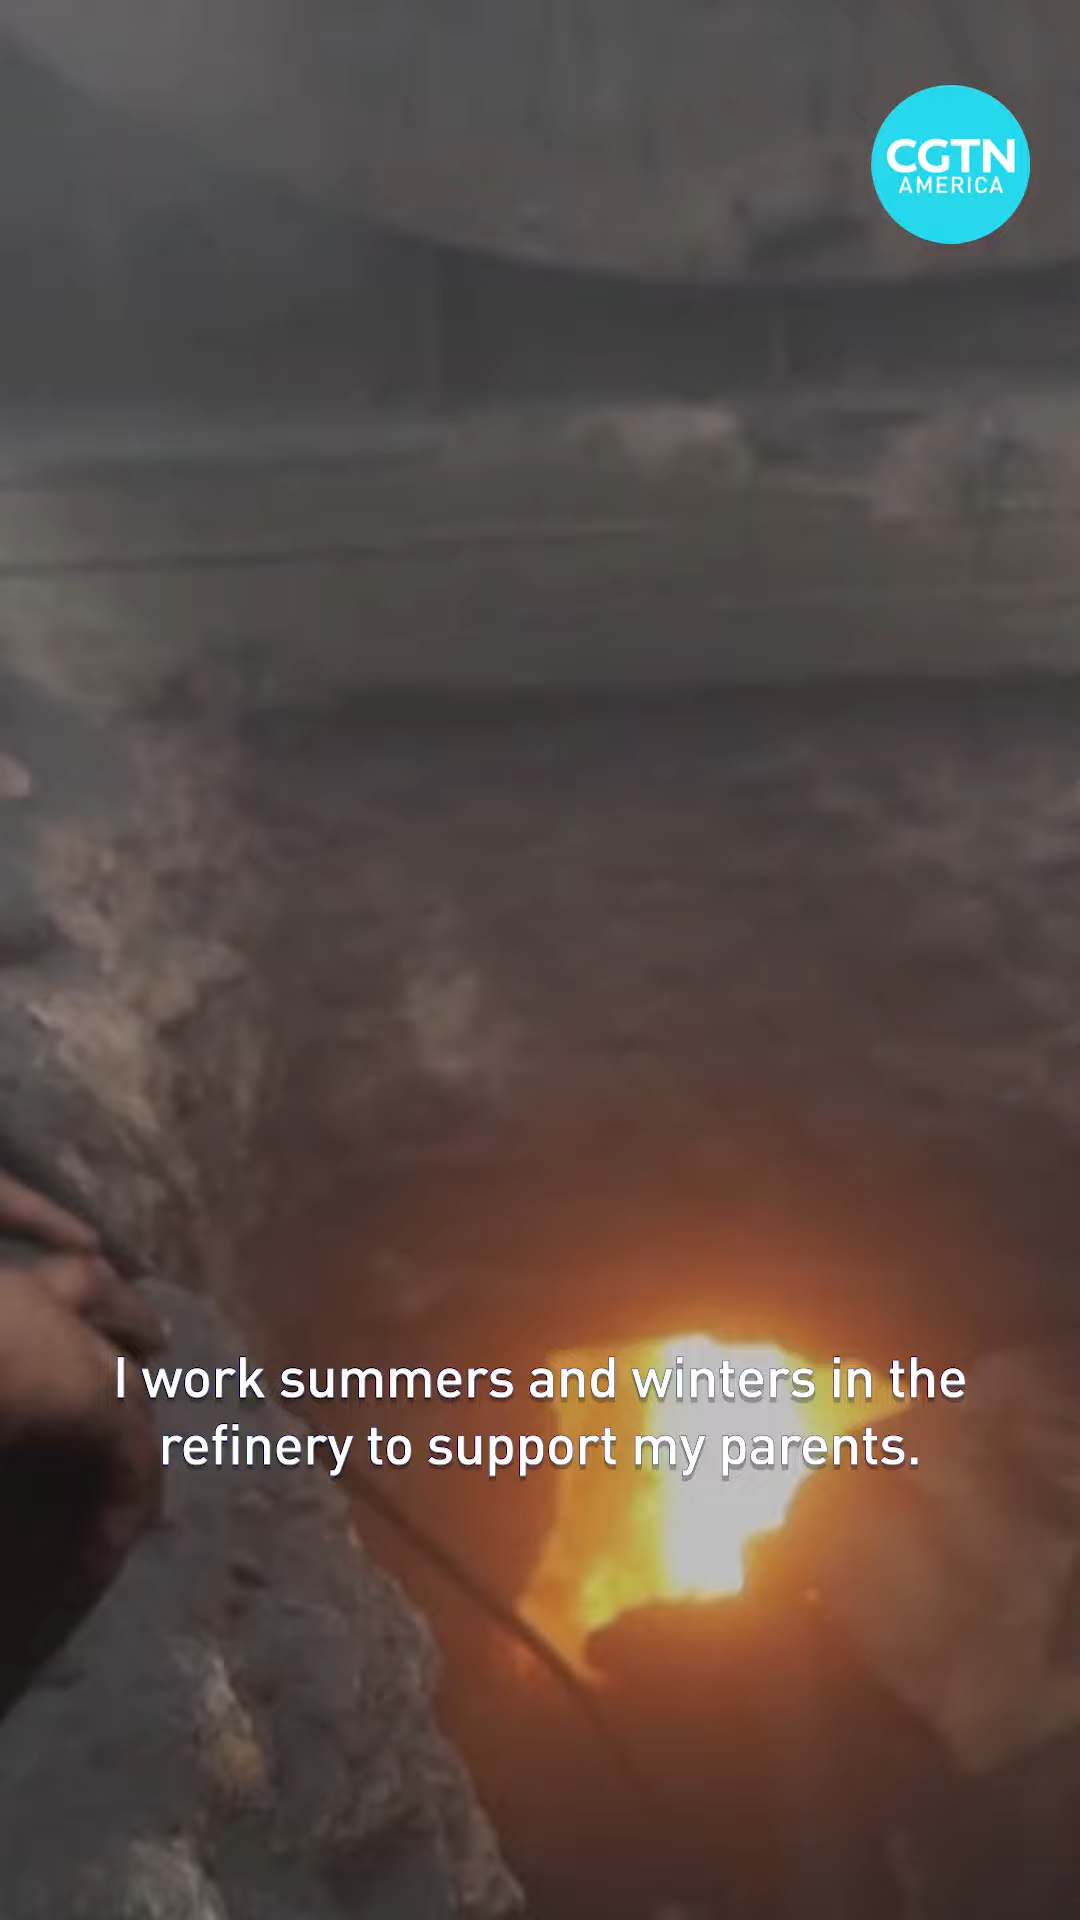 CGTN
AMERICA
I work summers and winters in the
refinery to support my parents.